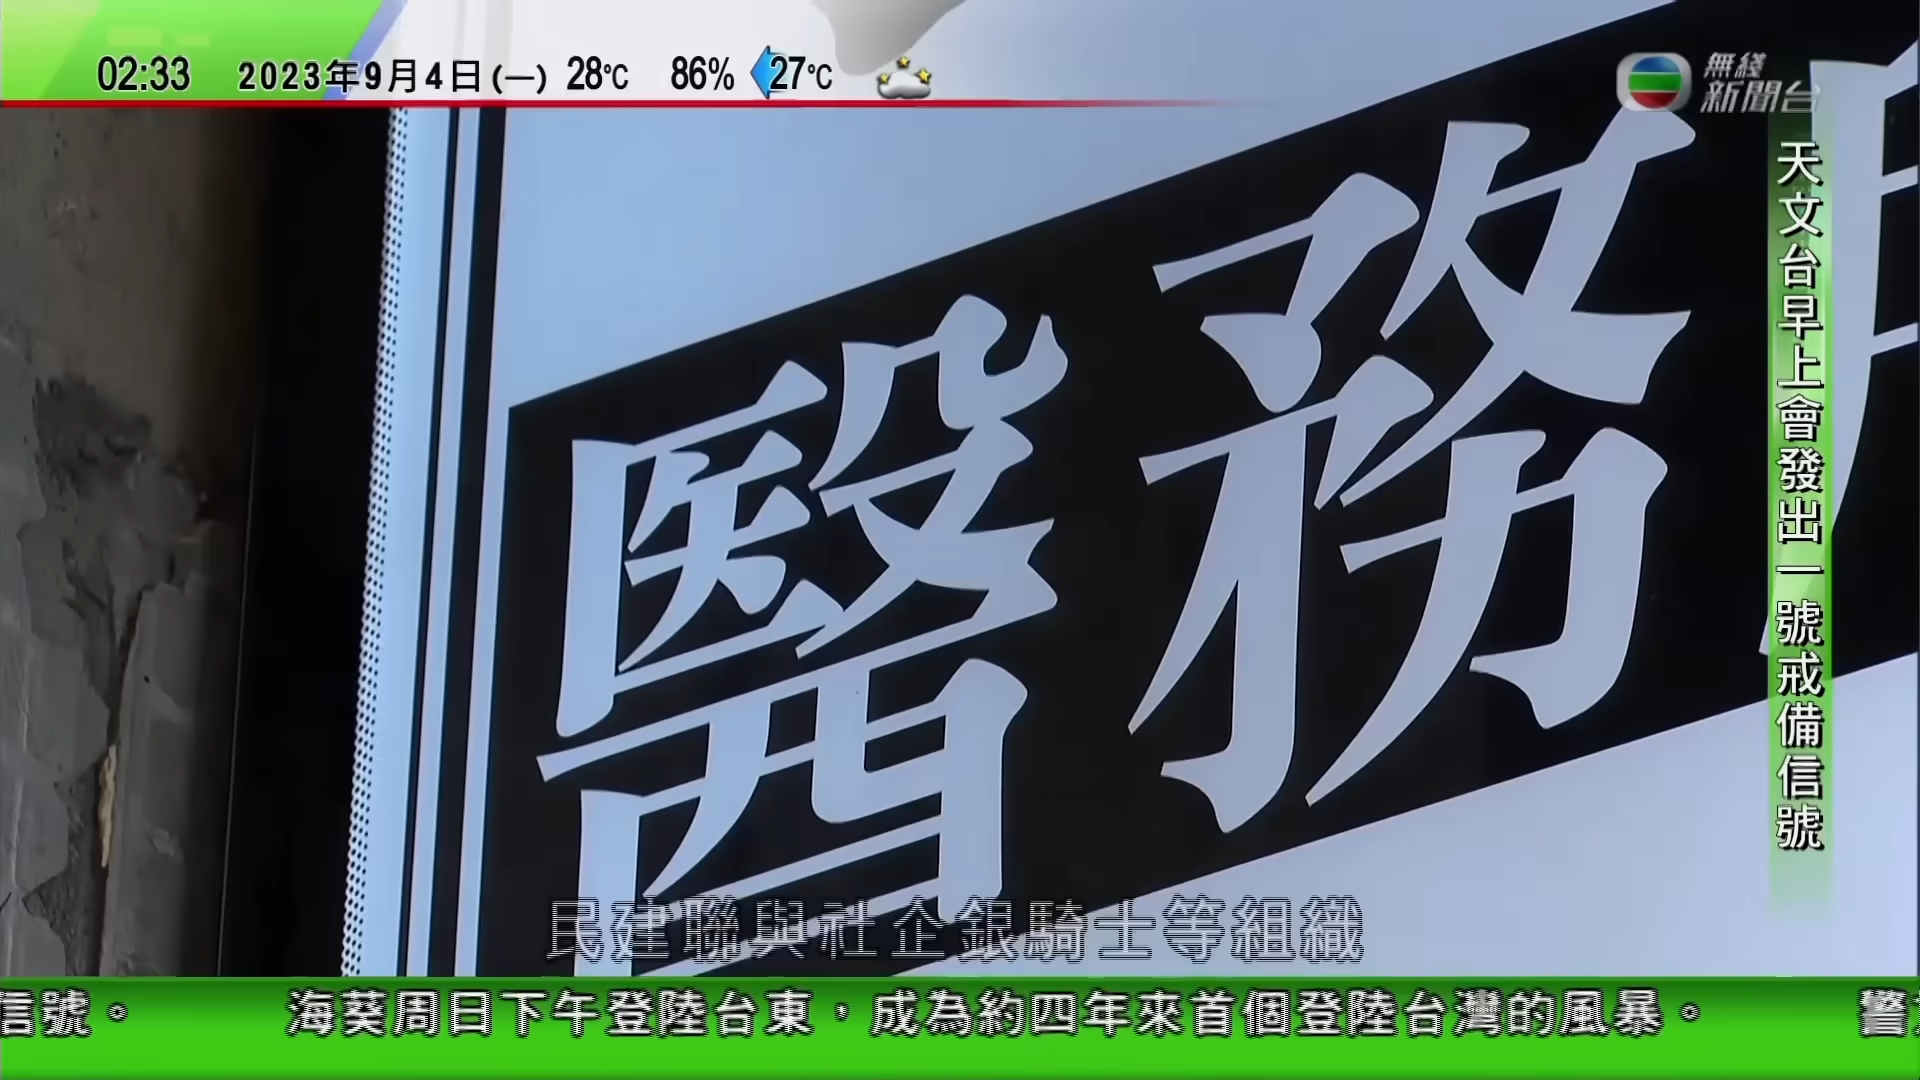 02:33 2023年9月4日(一) 28°C 86% 27°C
無綫
新聞台
天文台早上會發出一號戒備信號
醫務
民建聯與社企銀騎士等組織
信號。 海葵周日下午登陸台東，成為約四年來首個登陸台灣的風暴。 警